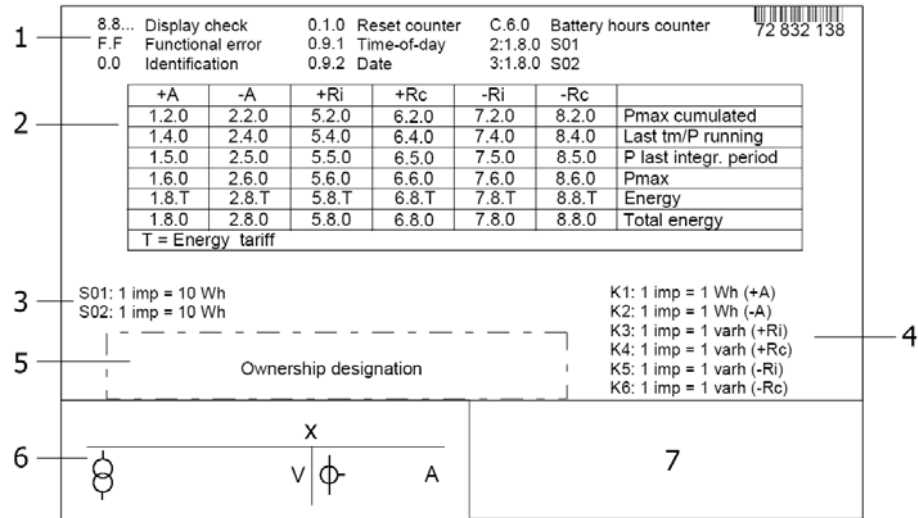 8.8... Display check 0.1.0 Reset counter C.6.0 Battery hours counter 72 832 138
1 F.F Functional error 0.9.1 Time-of-day 2:1.8.0 S01
0.0 Identification 0.9.2 Date 3:1.8.0 S02
+A -A +Ri +Rc -Ri -Rc
2 1.2.0 2.2.0 5.2.0 6.2.0 7.2.0 8.2.0 Pmax cumulated
1.4.0 2.4.0 5.4.0 6.4.0 7.4.0 8.4.0 Last tm/P running
1.5.0 2.5.0 5.5.0 6.5.0 7.5.0 8.5.0 P last integr. period
1.6.0 2.6.0 5.6.0 6.6.0 7.6.0 8.6.0 Pmax
1.8.T 2.8.T 5.8.T 6.8.T 7.8.T 8.8.T Energy
1.8.0 2.8.0 5.8.0 6.8.0 7.8.0 8.8.0 Total energy
T = Energy tariff
3 S01: 1 imp = 10 Wh
S02: 1 imp = 10 Wh
K1: 1 imp = 1 Wh (+A)
K2: 1 imp = 1 Wh (-A)
K3: 1 imp = 1 varh (+Ri)
K4: 1 imp = 1 varh (+Rc)
K5: 1 imp = 1 varh (-Ri)
K6: 1 imp = 1 varh (-Rc)
4
5 Ownership designation
X
6 V A
7